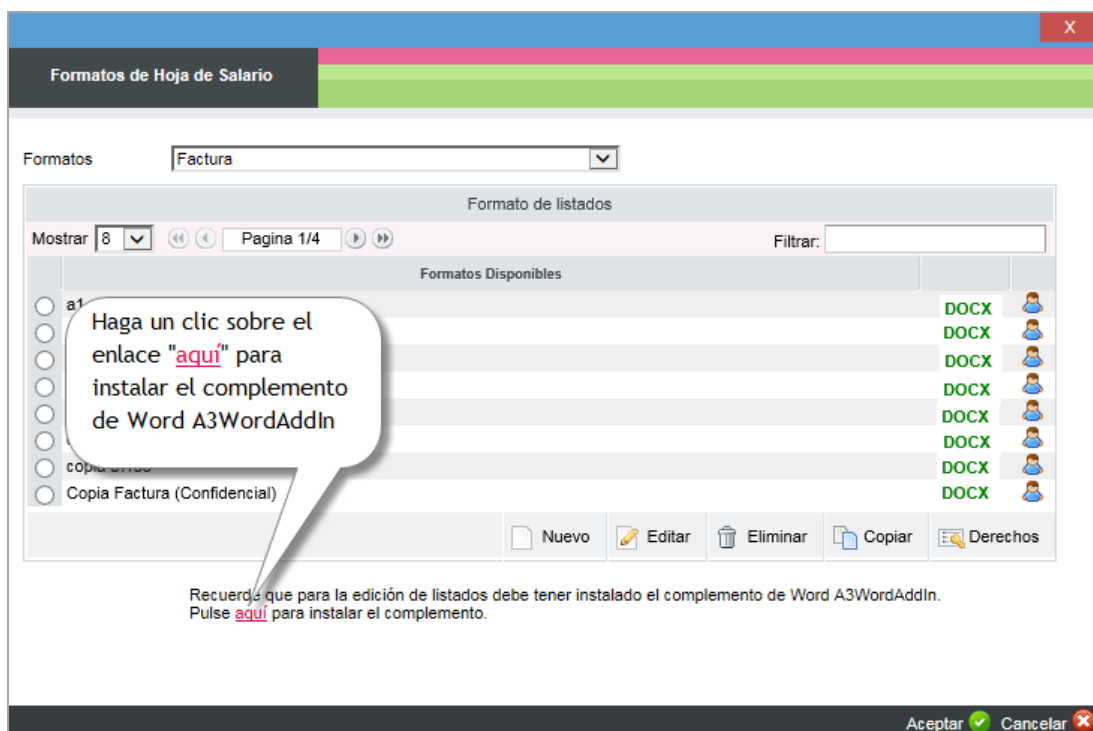 X
Formatos de Hoja de Salario
Formatos Factura
Formato de listados
Mostrar 8 Pagina 1/4 Filtrar:
Formatos Disponibles
a1 DOCX
DOCX
DOCX
DOCX
DOCX
DOCX
copia DOCX
Copia Factura (Confidencial) DOCX
Haga un clic sobre el
enlace "aquí" para
instalar el complemento
de Word A3WordAddIn
Nuevo Editar Eliminar Copiar Derechos
Recuerde que para la edición de listados debe tener instalado el complemento de Word A3WordAddIn.
Pulse aquí para instalar el complemento.
Aceptar Cancelar